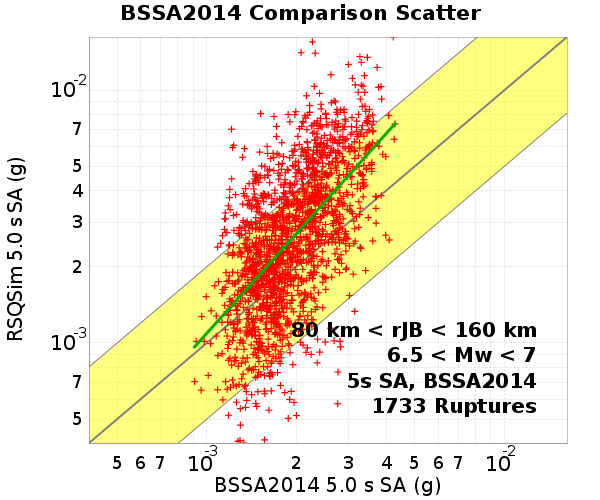 BSSA2014 Comparison Scatter
RSQSim 5.0 s SA (g)
10^-2
7
5
4
3
2
10^-3
7
5
80 km < rJB < 160 km
6.5 < Mw < 7
5s SA, BSSA2014
1733 Ruptures
5 6 7 10^-3 2 3 4 5 6 7 10^-2
BSSA2014 5.0 s SA (g)